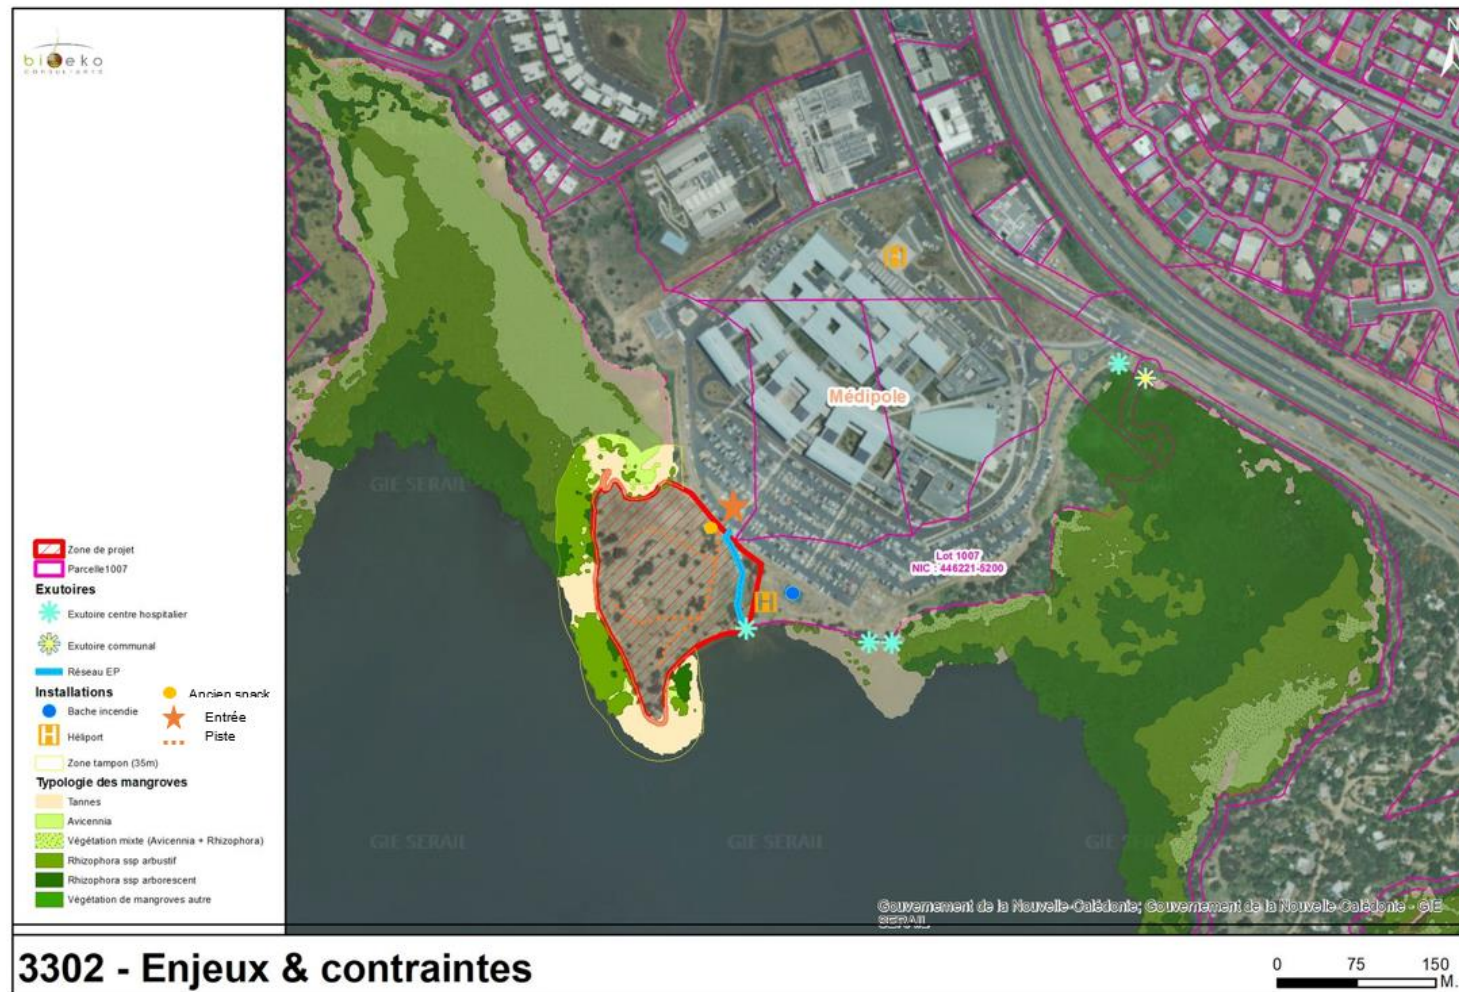 bioeko
CONSULTANTS
N
Médipole
GIE SERAIL
GIE SERAIL
Lot 1007
NIC : 446221-5200
Zone de projet
Parcelle1007
Exutoires
Exutoire centre hospitalier
Exutoire communal
Réseau EP
Installations
Ancien snack
Bache incendie
Entrée
Héliport
Piste
Zone tampon (35m)
Typologie des mangroves
Tannes
Avicennia
Végétation mixte (Avicennia + Rhizophora)
Rhizophora ssp arbustif
Rhizophora ssp arborescent
Végétation de mangroves autre
H
H
GIE SERAIL
GIE SERAIL
GIE SERAIL
Gouvernement de la Nouvelle-Calédonie; Gouvernement de la Nouvelle Calédonie - GIE
SERAIL
3302 - Enjeux & contraintes
0 75 150
M.